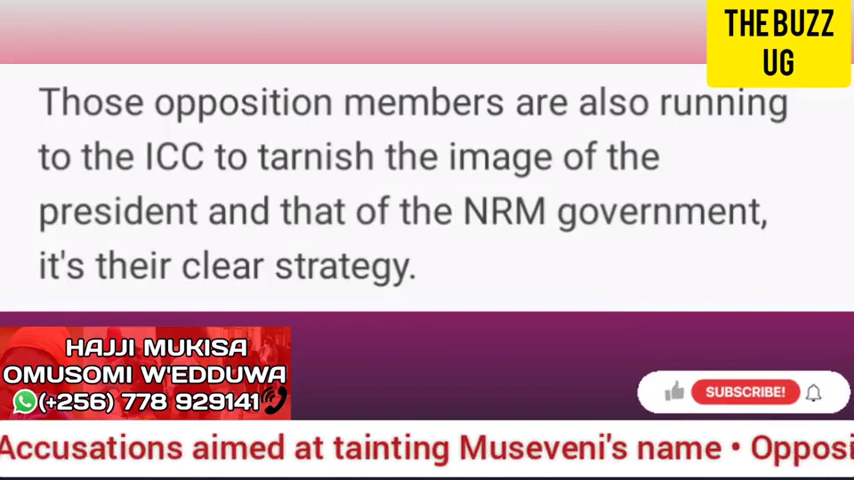 THE BUZZ
UG
Those opposition members are also running
to the ICC to tarnish the image of the
president and that of the NRM government,
it's their clear strategy.
HAJJI MUKISA
OMUSOMI W'EDDUWA
(+256) 778 929141
SUBSCRIBE!
Accusations aimed at tainting Museveni's name • Opposi